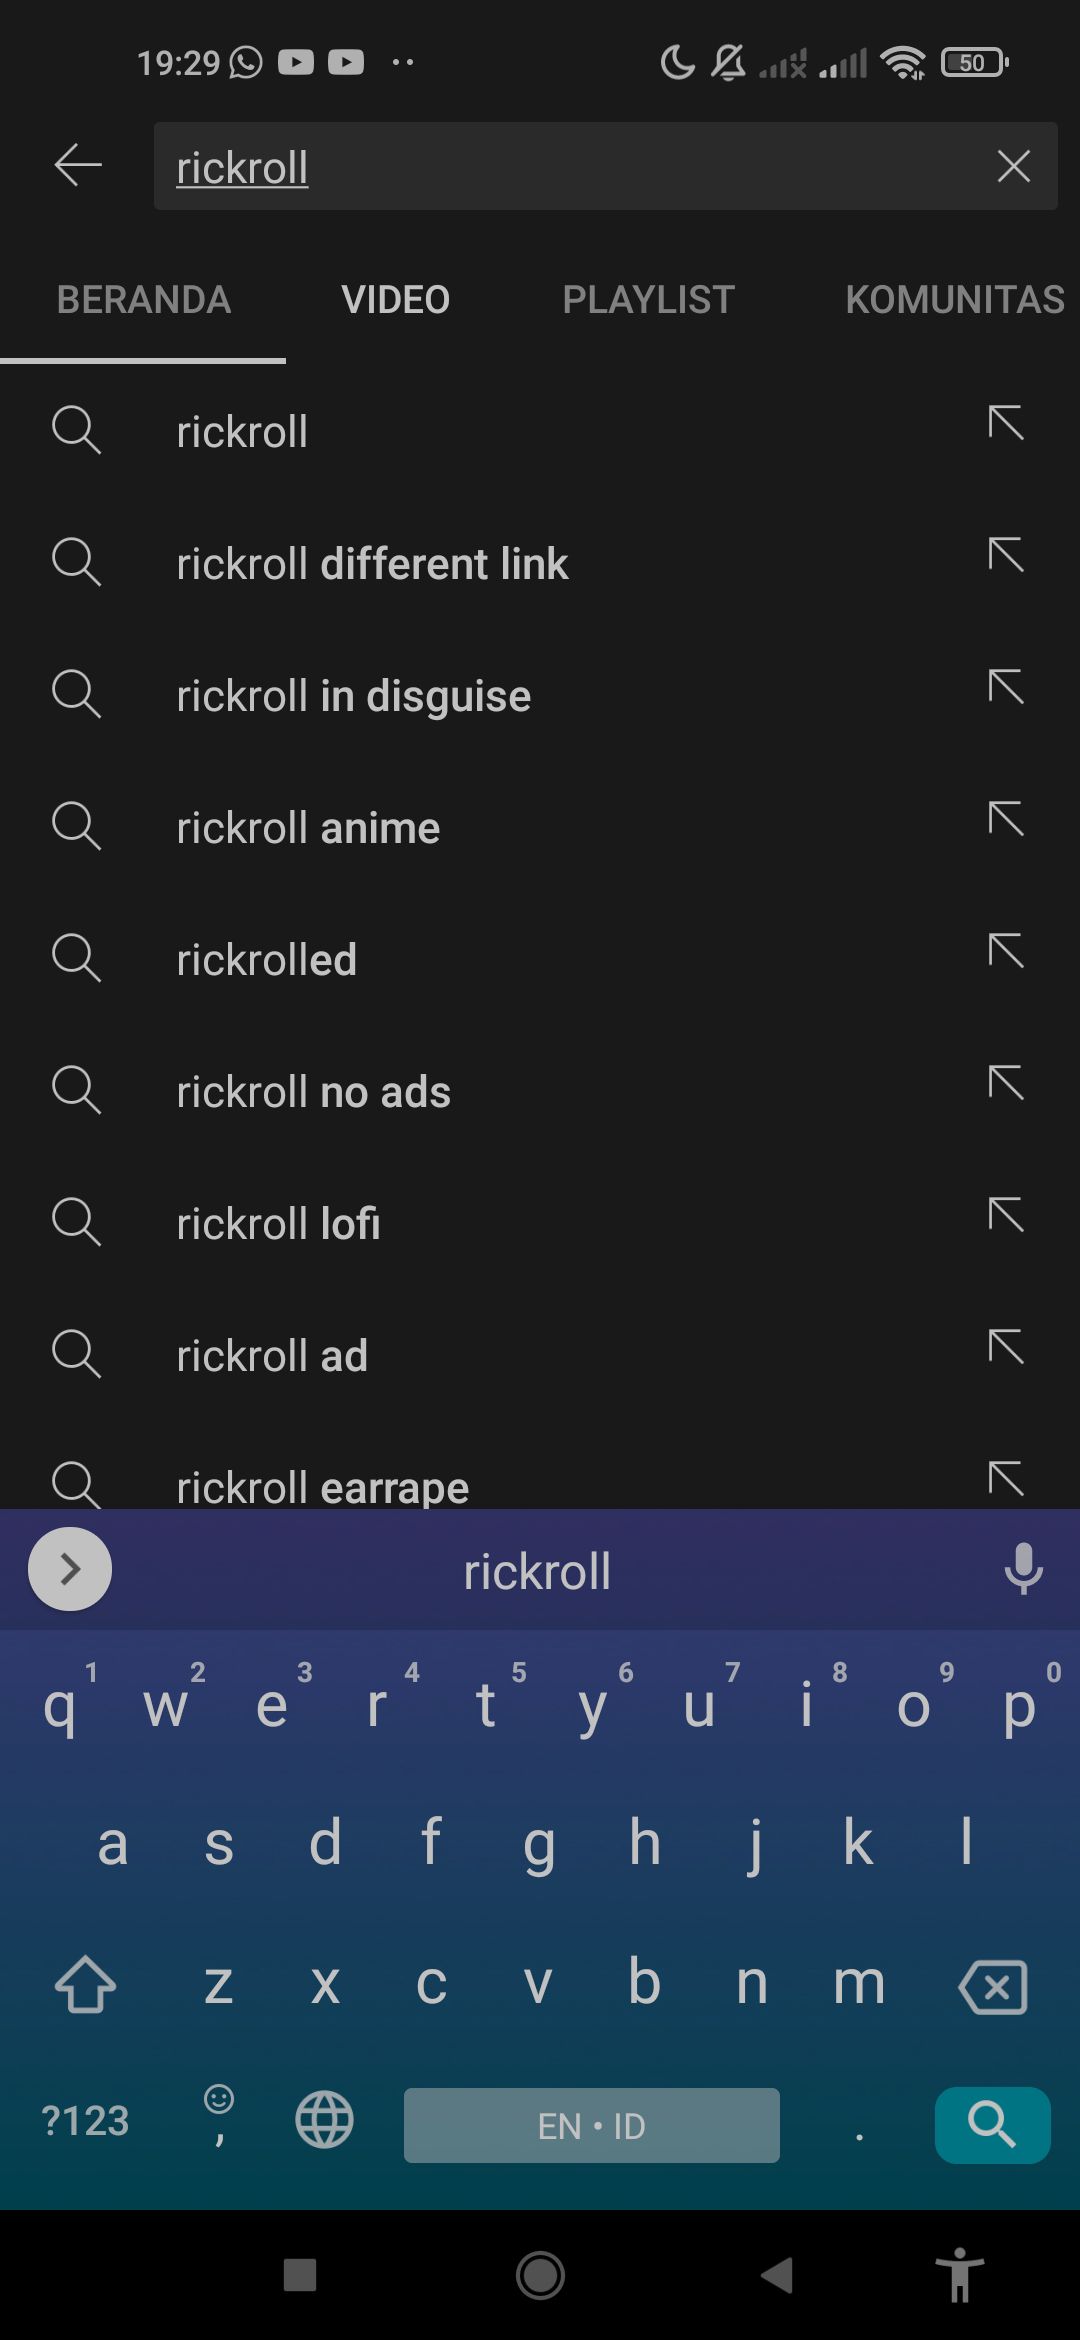 19:29 50
rickroll
BERANDA VIDEO PLAYLIST KOMUNITAS
rickroll
rickroll different link
rickroll in disguise
rickroll anime
rickrolled
rickroll no ads
rickroll lofi
rickroll ad
rickroll earrape
rickroll
1 2 3 4 5 6 7 8 9 0
q w e r t y u i o p
a s d f g h j k l
z x c v b n m
?123 , EN • ID .